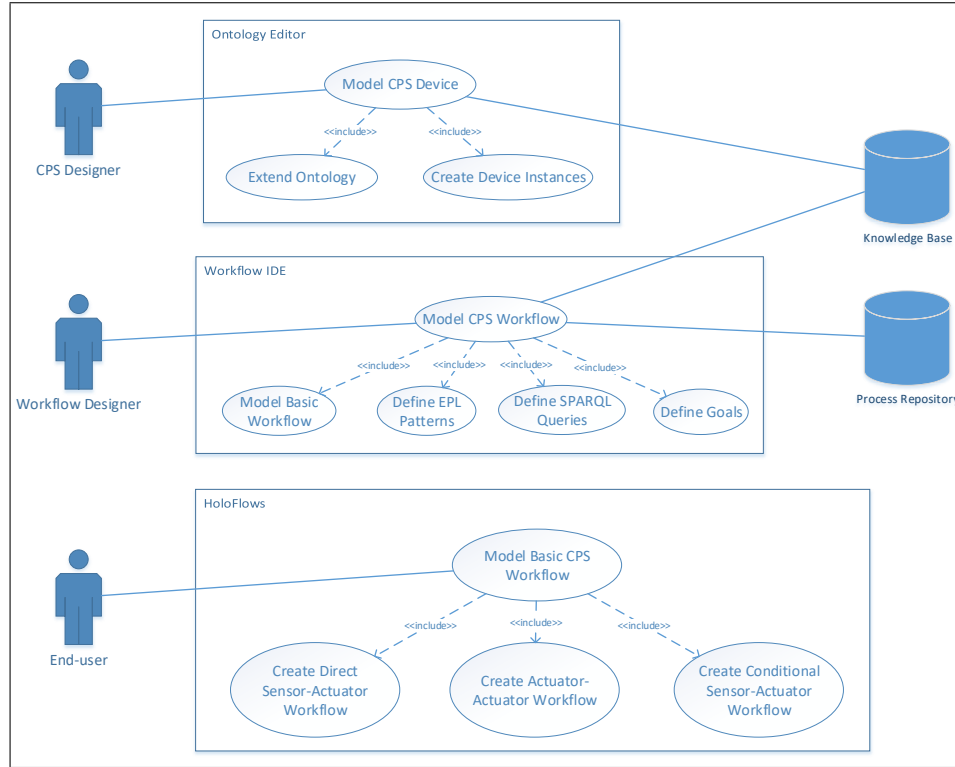 Ontology Editor
Model CPS Device
<<include>>
<<include>>
CPS Designer
Extend Ontology
Create Device Instances
Knowledge Base
Workflow IDE
Model CPS Workflow
<<include>>
<<include>>
<<include>>
<<include>>
Workflow Designer
Model Basic
Workflow
Define EPL
Patterns
Define SPARQL
Queries
Define Goals
Process Repository
HoloFlows
Model Basic CPS
Workflow
<<include>>
<<include>>
<<include>>
End-user
Create Direct
Sensor-Actuator
Workflow
Create Actuator-
Actuator Workflow
Create Conditional
Sensor-Actuator
Workflow